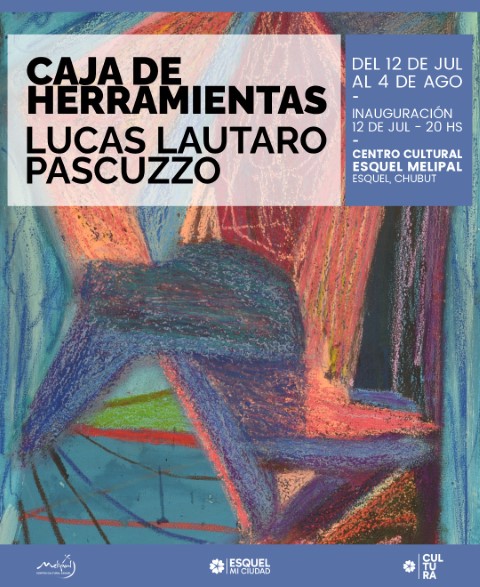 CAJA DE
HERRAMIENTAS
LUCAS LAUTARO
PASCUZZO
DEL 12 DE JUL
AL 4 DE AGO
-
INAUGURACIÓN
12 DE JUL - 20 HS
-
CENTRO CULTURAL
ESQUEL MELIPAL
ESQUEL, CHUBUT
Melipal
ESQUEL
MI CIUDAD
CUL
TU
RA